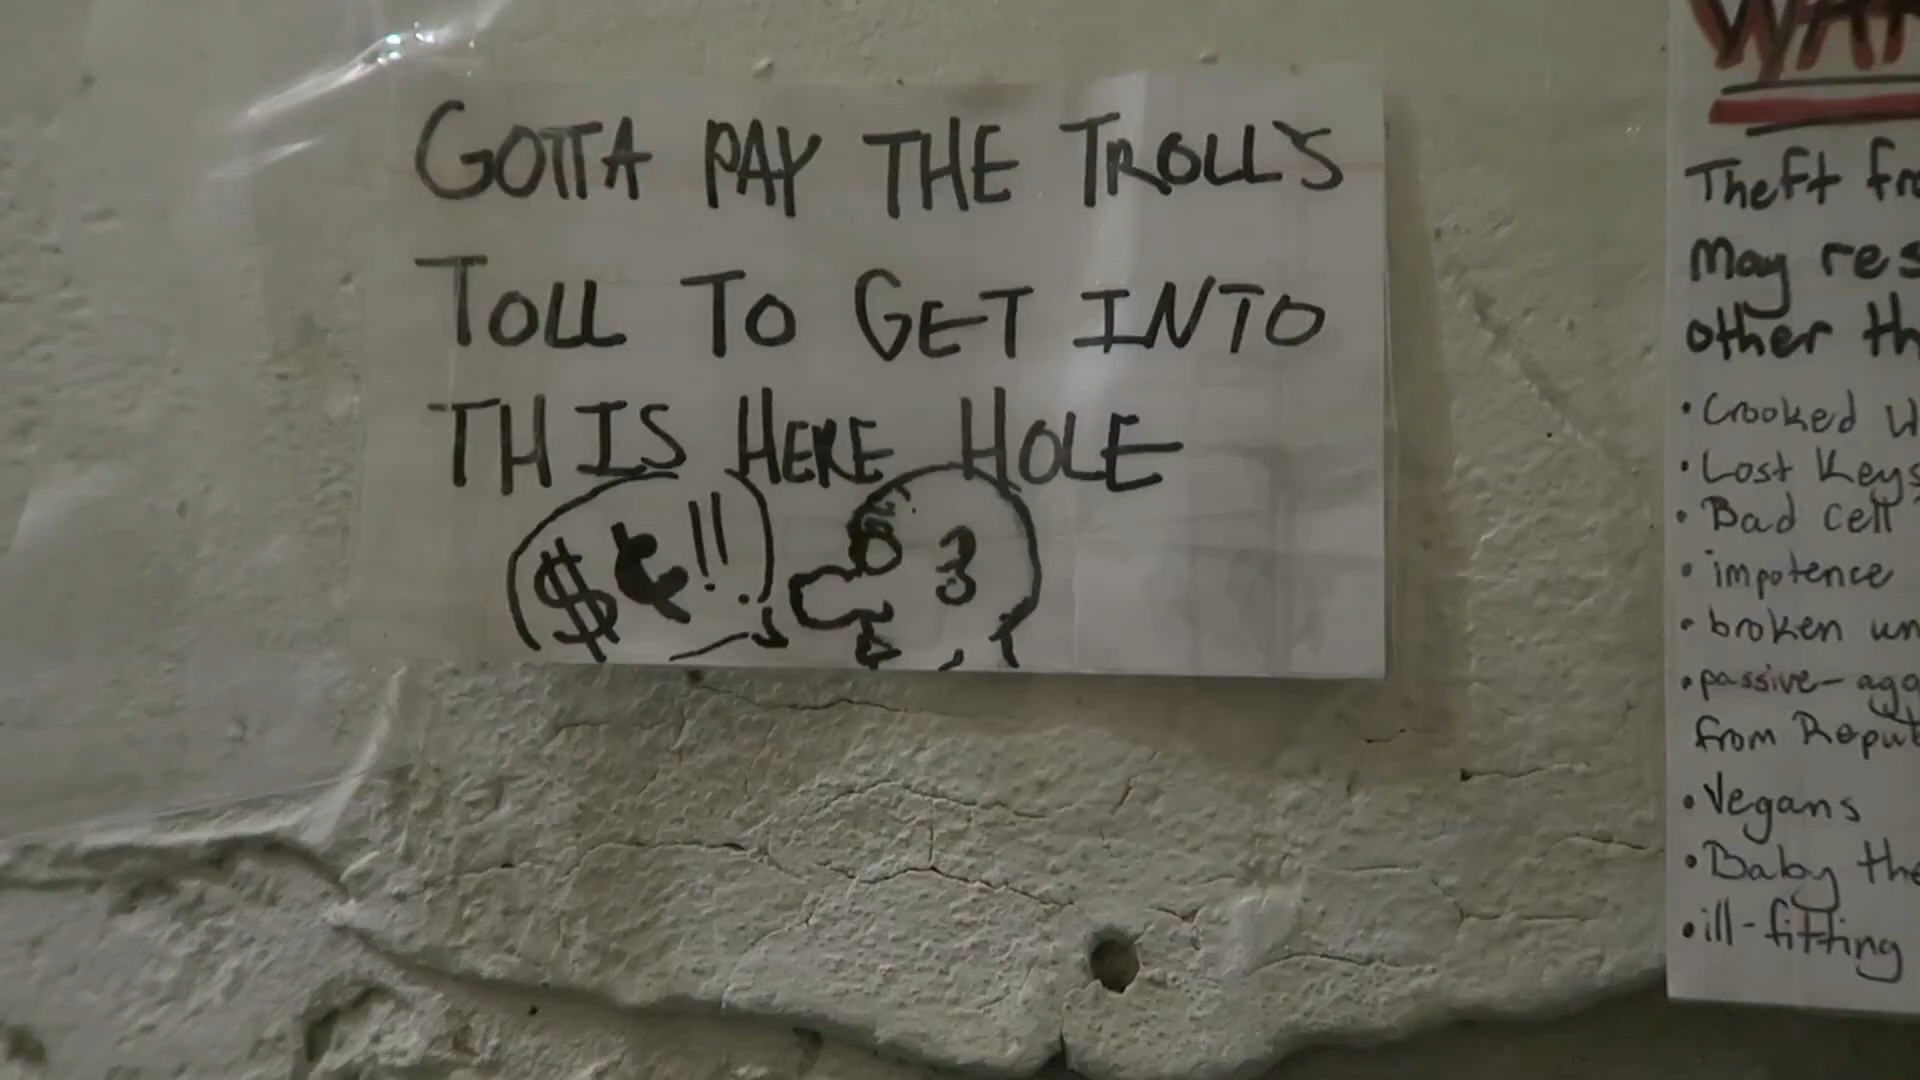 GOTTA PAY THE TROLL'S
TOLL TO GET INTO
THIS HERE HOLE
$¢!!
Theft
May
other
• Crooked
• Lost Keys
• Bad cell
• impotence
• broken
• passive-
from
• Vegans
• Baby
• ill-fitting